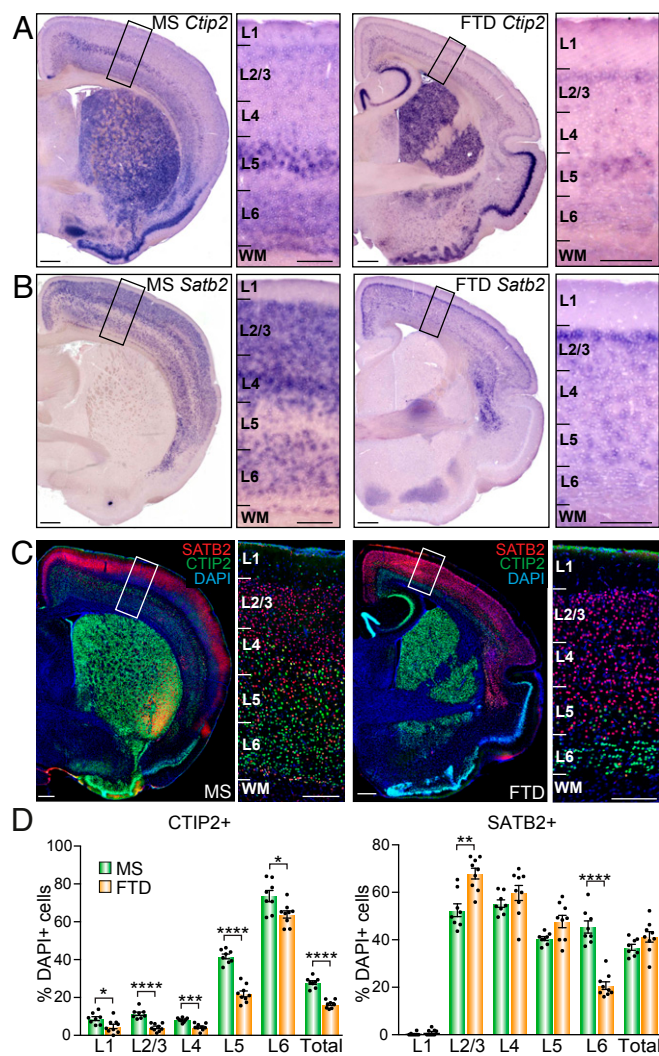 A
MS Ctip2
L1
L2/3
L4
L5
L6
WM
FTD Ctip2
L1
L2/3
L4
L5
L6
WM
B
MS Satb2
L1
L2/3
L4
L5
L6
WM
FTD Satb2
L1
L2/3
L4
L5
L6
WM
C
SATB2
CTIP2
DAPI
MS
L1
L2/3
L4
L5
L6
WM
SATB2
CTIP2
DAPI
FTD
L1
L2/3
L4
L5
L6
WM
D
CTIP2+
% DAPI+ cells
100
80
60
40
20
0
MS
FTD
*
****
***
****
*
****
L1 L2/3 L4 L5 L6 Total
SATB2+
% DAPI+ cells
80
60
40
20
0
**
****
L1 L2/3 L4 L5 L6 Total